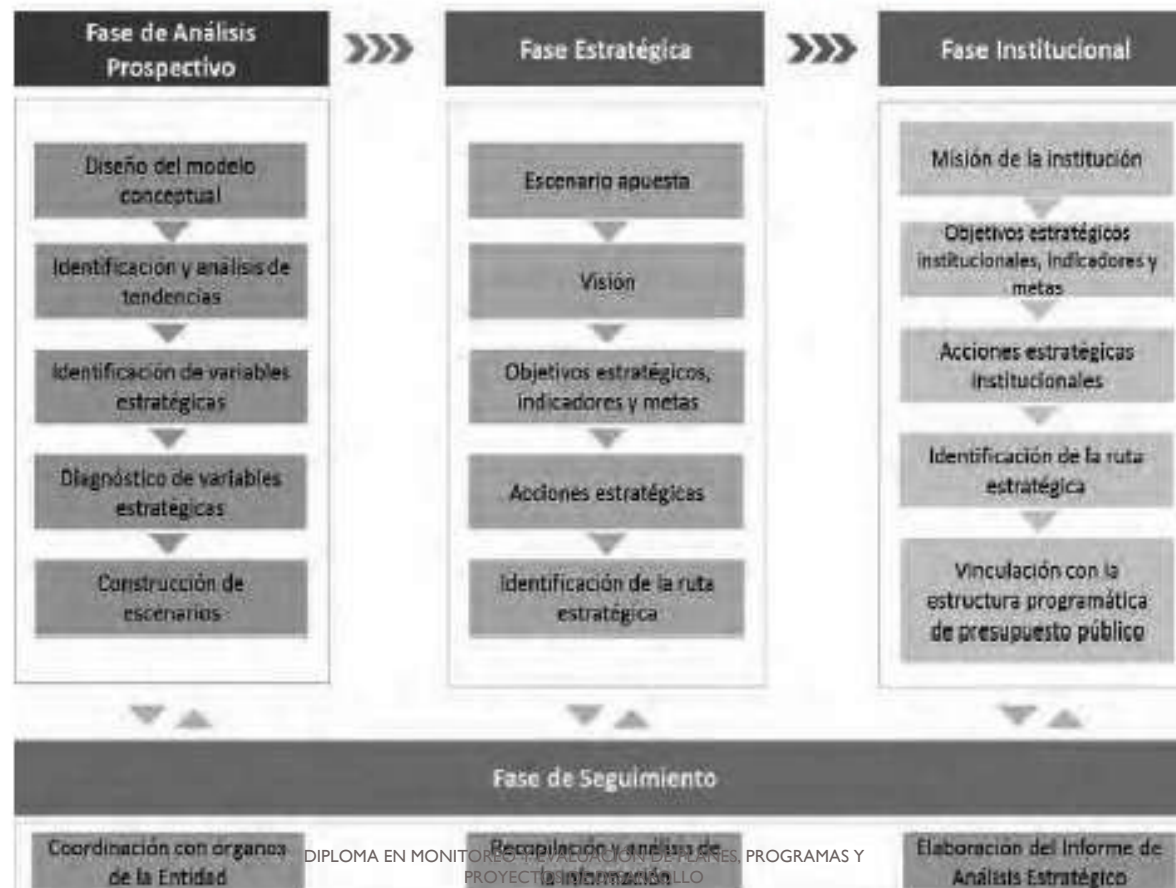 Fase de Análisis
Prospectivo
Diseño del modelo
conceptual
Identificación y análisis de
tendencias
Identificación de variables
estratégicas
Diagnóstico de variables
estratégicas
Construcción de
escenarios
Fase Estratégica
Escenario apuesta
Visión
Objetivos estratégicos,
indicadores y metas
Acciones estratégicas
Identificación de la ruta
estratégica
Fase Institucional
Misión de la institución
Objetivos estratégicos
institucionales, indicadores y
metas
Acciones estratégicas
institucionales
Identificación de la ruta
estratégica
Vinculación con la
estructura programática
de presupuesto público
Fase de Seguimiento
Coordinación con órganos
de la Entidad
Recopilación y análisis de
la información
Elaboración del Informe de
Análisis Estratégico
DIPLOMA EN MONITOREO Y EVALUACIÓN DE PLANES, PROGRAMAS Y